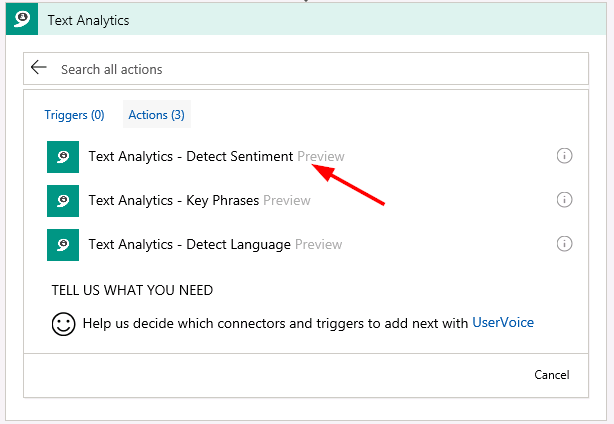 Text Analytics
Search all actions
Triggers (0) Actions (3)
Text Analytics - Detect Sentiment Preview
Text Analytics - Key Phrases Preview
Text Analytics - Detect Language Preview
TELL US WHAT YOU NEED
Help us decide which connectors and triggers to add next with UserVoice
Cancel